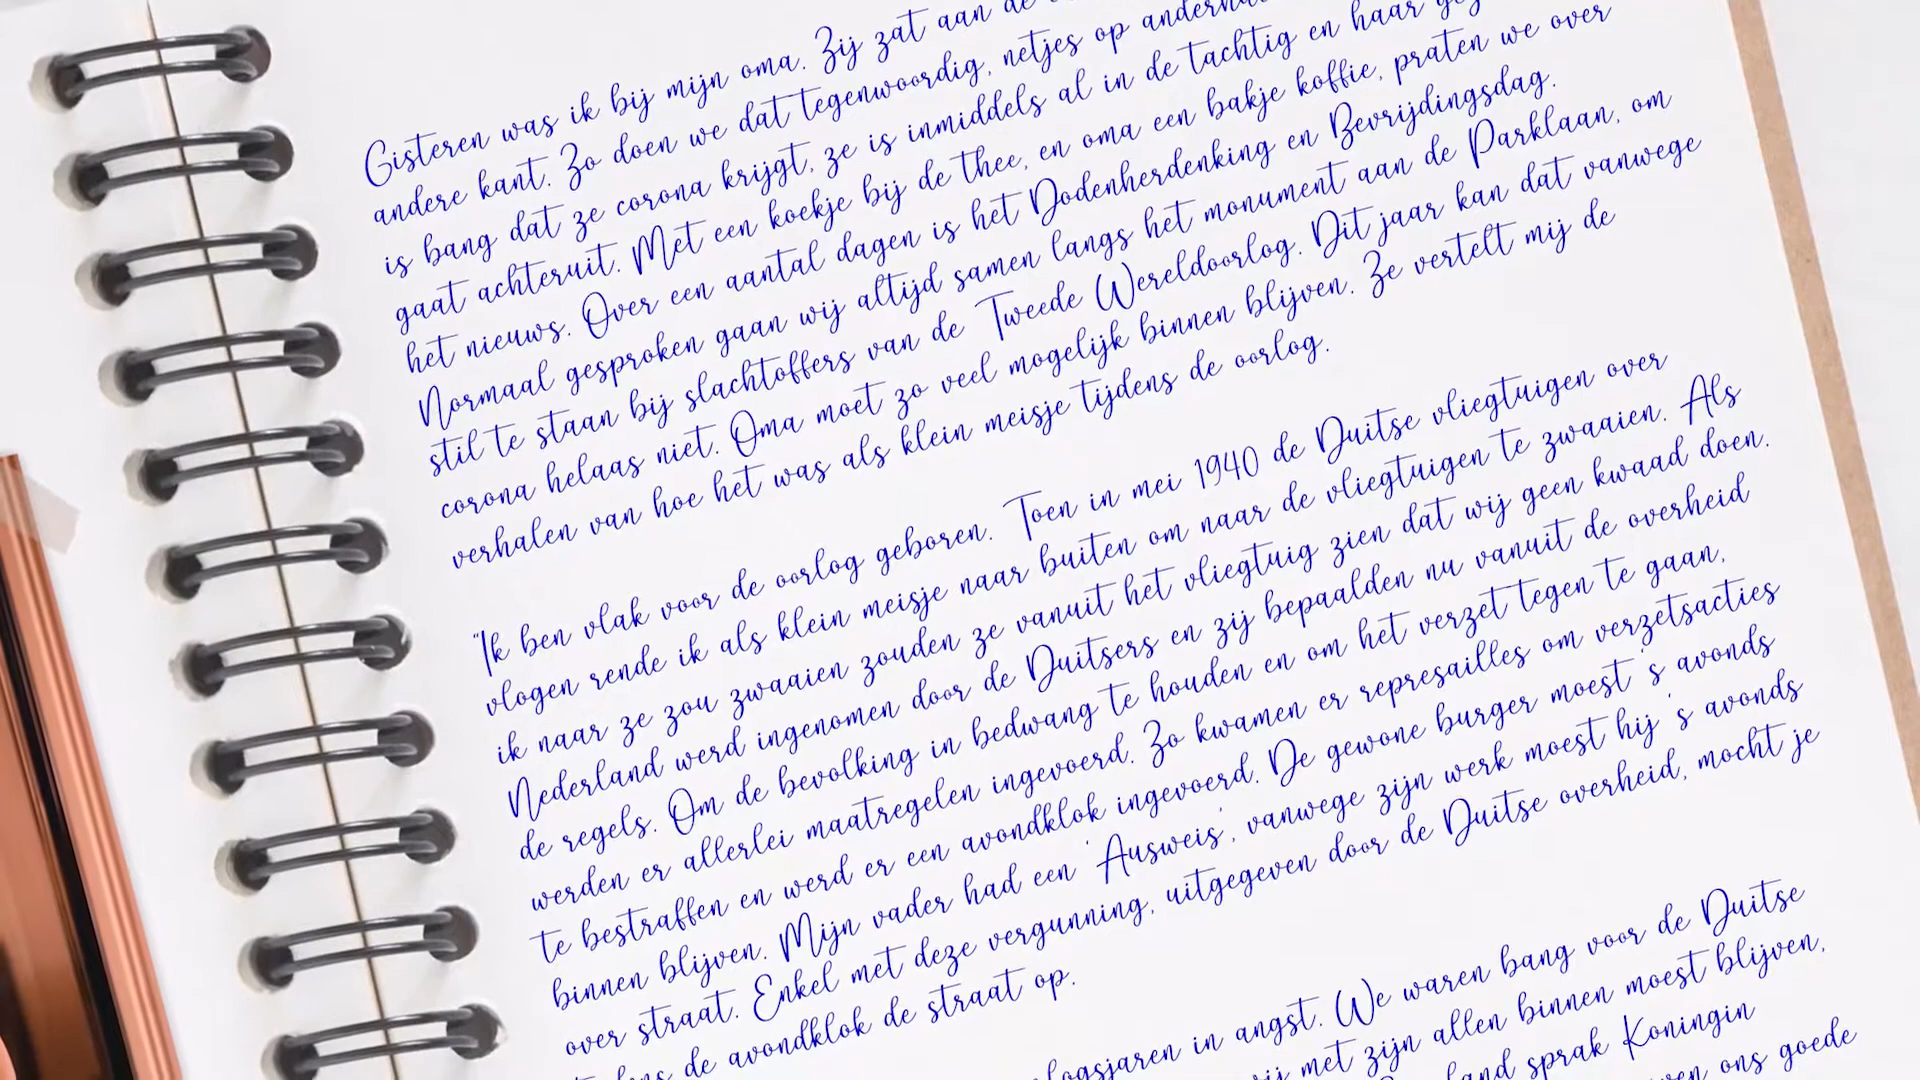 Gisteren was ik bij mijn oma. Zij zat aan de
andere kant. Zo doen we dat tegenwoordig, netjes op
is bang dat ze corona krijgt, ze is inmiddels al in de tachtig en haar
gaat achteruit. Met een koekje bij de thee, en oma een bakje koffie, praten we over
het nieuws. Over een aantal dagen is het Dodenherdenking en Bevrijdingsdag.
Normaal gesproken gaan wij altijd samen langs het monument aan de Parklaan, om
stil te staan bij slachtoffers van de Tweede Wereldoorlog. Dit jaar kan dat vanwege
corona helaas niet. Oma moet zo veel mogelijk binnen blijven. Ze vertelt mij de
verhalen van hoe het was als klein meisje tijdens de oorlog.
"Ik ben vlak voor de oorlog geboren. Toen in mei 1940 de Duitse vliegtuigen over
vlogen rende ik als klein meisje naar buiten om naar de vliegtuigen te zwaaien. Als
ik naar ze zou zwaaien zouden ze vanuit het vliegtuig zien dat wij geen kwaad doen.
Nederland werd ingenomen door de Duitsers en zij bepaalden nu vanuit de overheid
de regels. Om de bevolking in bedwang te houden en om het verzet tegen te gaan,
werden er allerlei maatregelen ingevoerd. Zo kwamen er represailles om verzetsacties
te bestraffen en werd er een avondklok ingevoerd. De gewone burger moest 's avonds
binnen blijven. Mijn vader had een 'Ausweis', vanwege zijn werk moest hij 's avonds
over straat. Enkel met deze vergunning, uitgegeven door de Duitse overheid, mocht je
de avondklok de straat op.
in angst. We waren bang voor de Duitse
met zijn allen binnen moest blijven,
sprak Koningin
ons goede